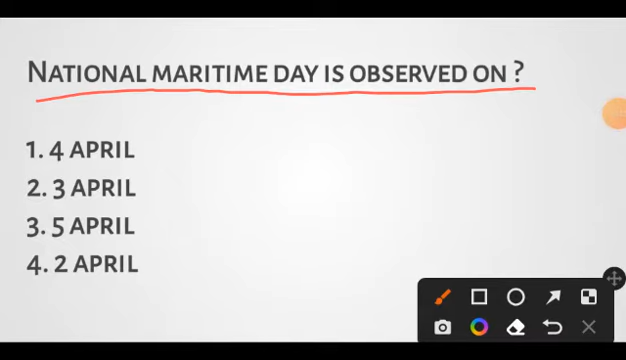 NATIONAL MARITIME DAY IS OBSERVED ON ?
1. 4 APRIL
2. 3 APRIL
3. 5 APRIL
4. 2 APRIL